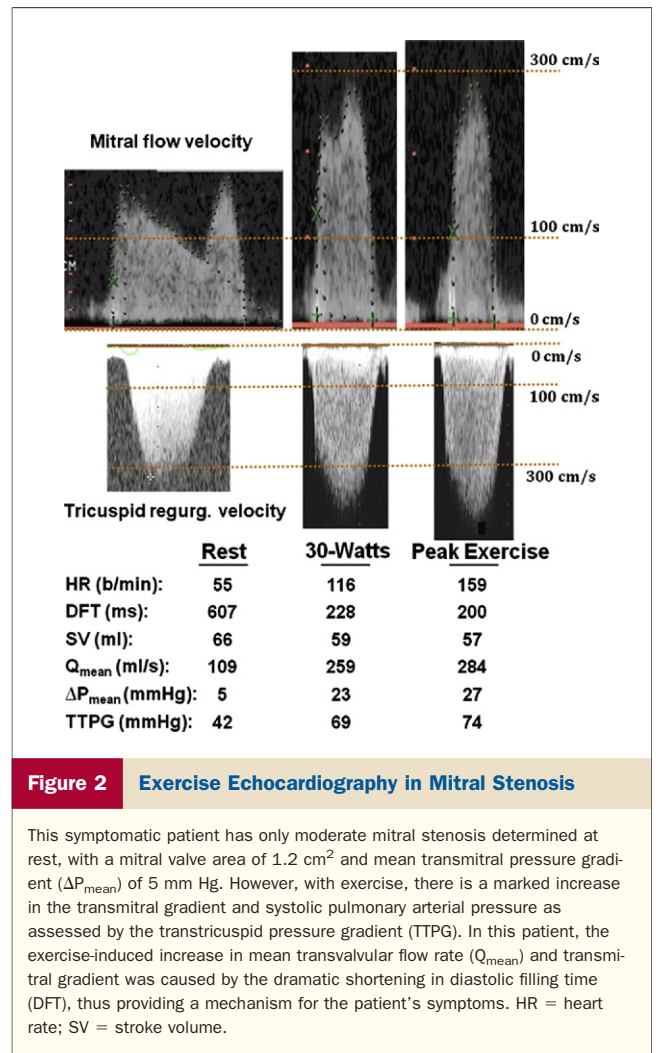 300 cm/s
Mitral flow velocity
100 cm/s
CM
0 cm/s
0 cm/s
100 cm/s
300 cm/s
Tricuspid regurg. velocity
Rest 30-Watts Peak Exercise
HR (b/min): 55 116 159
DFT (ms): 607 228 200
SV (ml): 66 59 57
Qmean (ml/s): 109 259 284
ΔPmean (mmHg): 5 23 27
TTPG (mmHg): 42 69 74
Figure 2 Exercise Echocardiography in Mitral Stenosis
This symptomatic patient has only moderate mitral stenosis determined at
rest, with a mitral valve area of 1.2 cm² and mean transmitral pressure gradi-
ent (ΔPmean) of 5 mm Hg. However, with exercise, there is a marked increase
in the transmitral gradient and systolic pulmonary arterial pressure as
assessed by the transtricuspid pressure gradient (TTPG). In this patient, the
exercise-induced increase in mean transvalvular flow rate (Qmean) and transmi-
tral gradient was caused by the dramatic shortening in diastolic filling time
(DFT), thus providing a mechanism for the patient's symptoms. HR = heart
rate; SV = stroke volume.